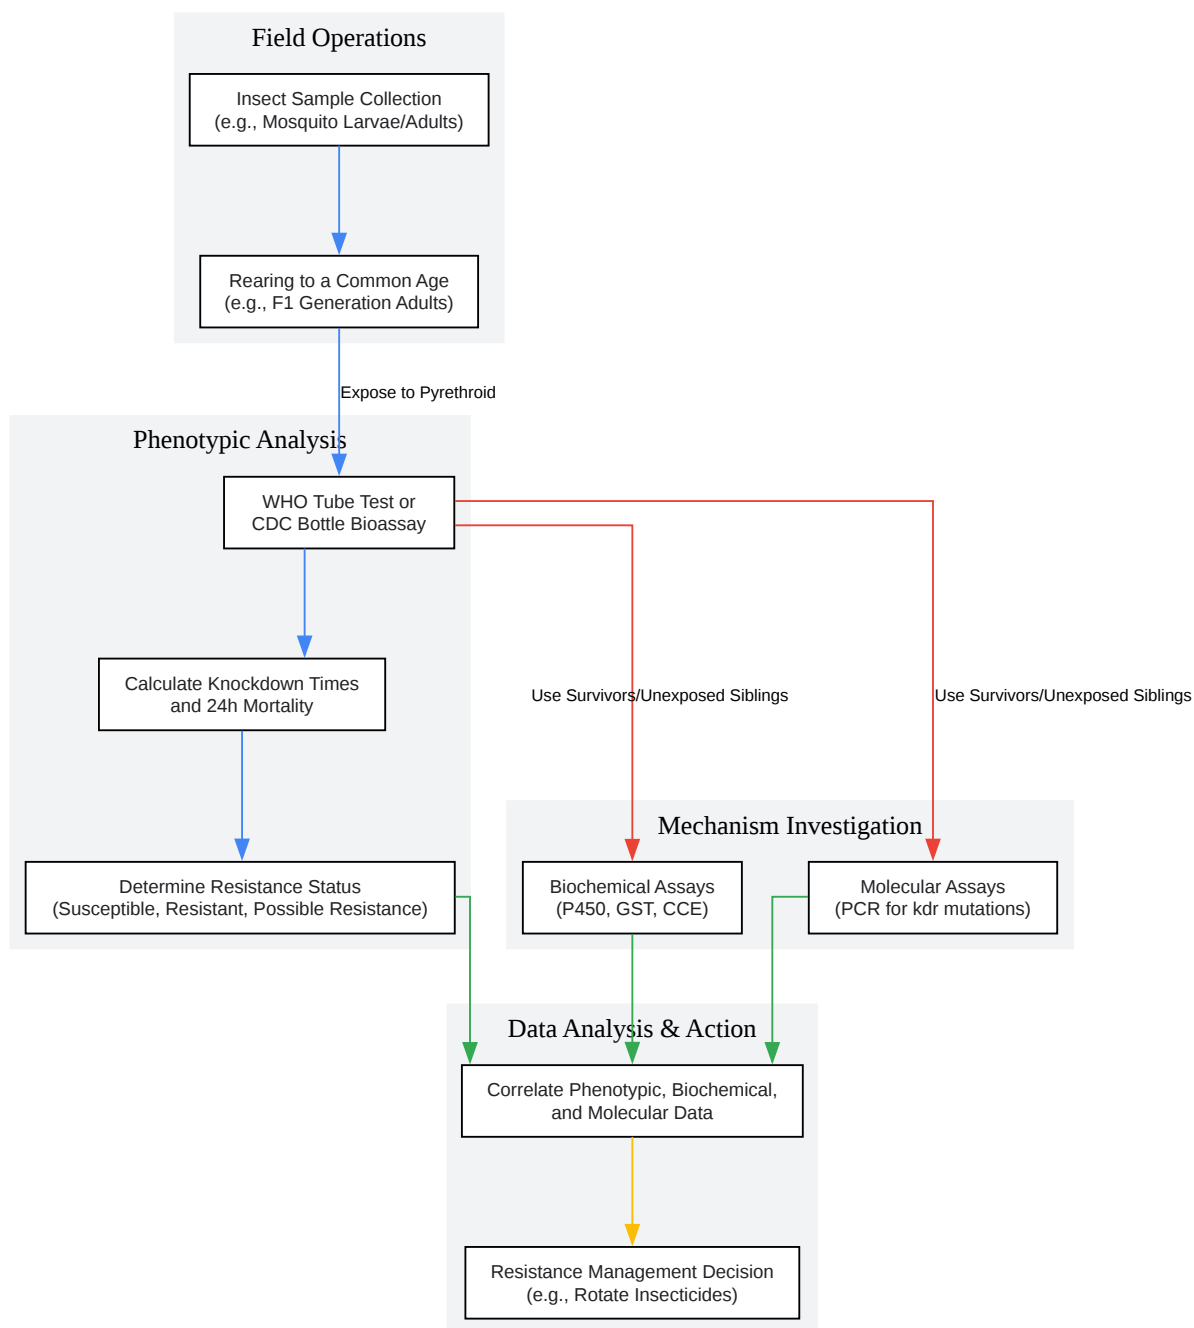 Field Operations
Insect Sample Collection
(e.g., Mosquito Larvae/Adults)
Rearing to a Common Age
(e.g., F1 Generation Adults)
Expose to Pyrethroid
Phenotypic Analysis
WHO Tube Test or
CDC Bottle Bioassay
Calculate Knockdown Times
and 24h Mortality
Use Survivors/Unexposed Siblings
Use Survivors/Unexposed Siblings
Mechanism Investigation
Determine Resistance Status
(Susceptible, Resistant, Possible Resistance)
Biochemical Assays
(P450, GST, CCE)
Molecular Assays
(PCR for kdr mutations)
Data Analysis & Action
Correlate Phenotypic, Biochemical,
and Molecular Data
Resistance Management Decision
(e.g., Rotate Insecticides)